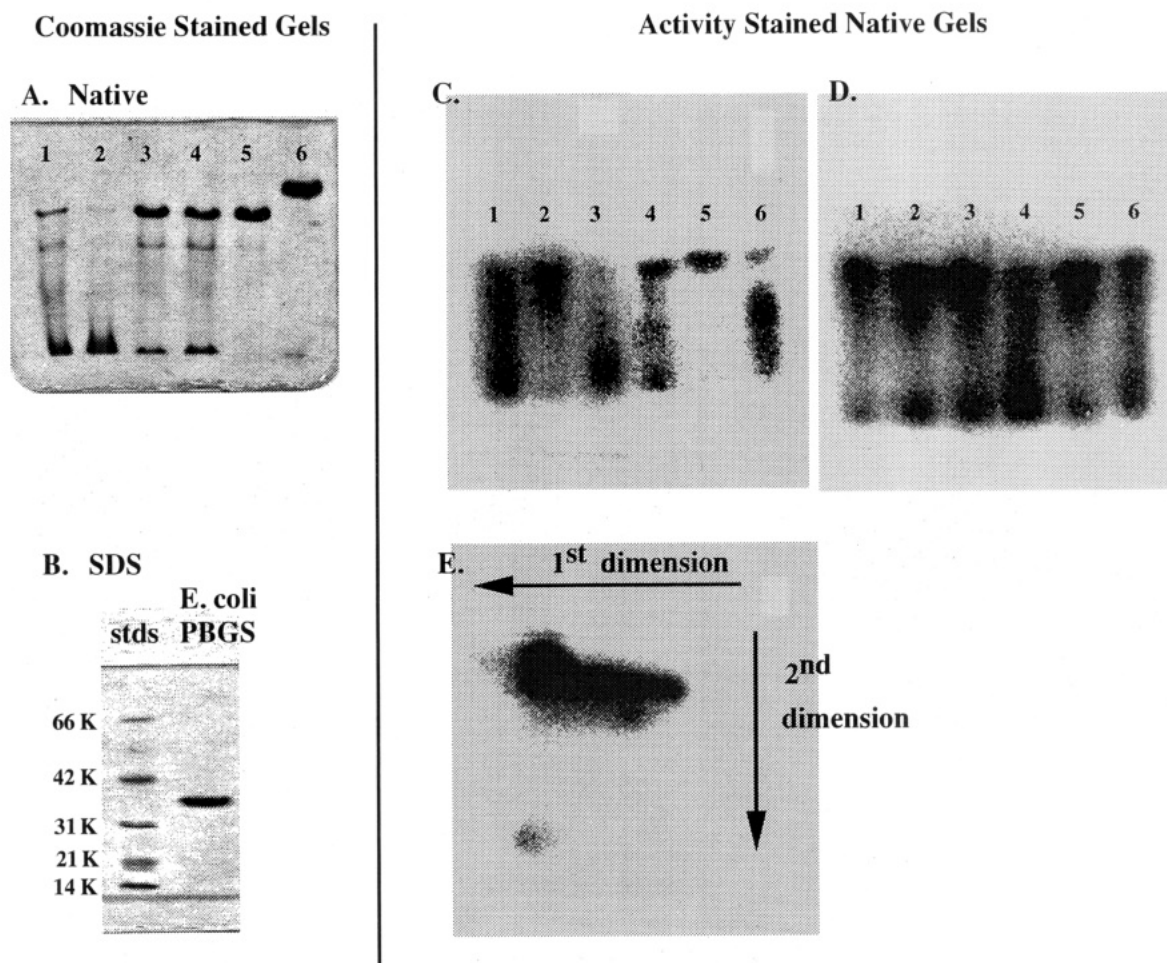 Coomassie Stained Gels
Activity Stained Native Gels
A. Native
1 2 3 4 5 6
C.
1 2 3 4 5 6
D.
1 2 3 4 5 6
B. SDS
E. coli
stds PBGS
66 K
42 K
31 K
21 K
14 K
E.
1st dimension
2nd
dimension